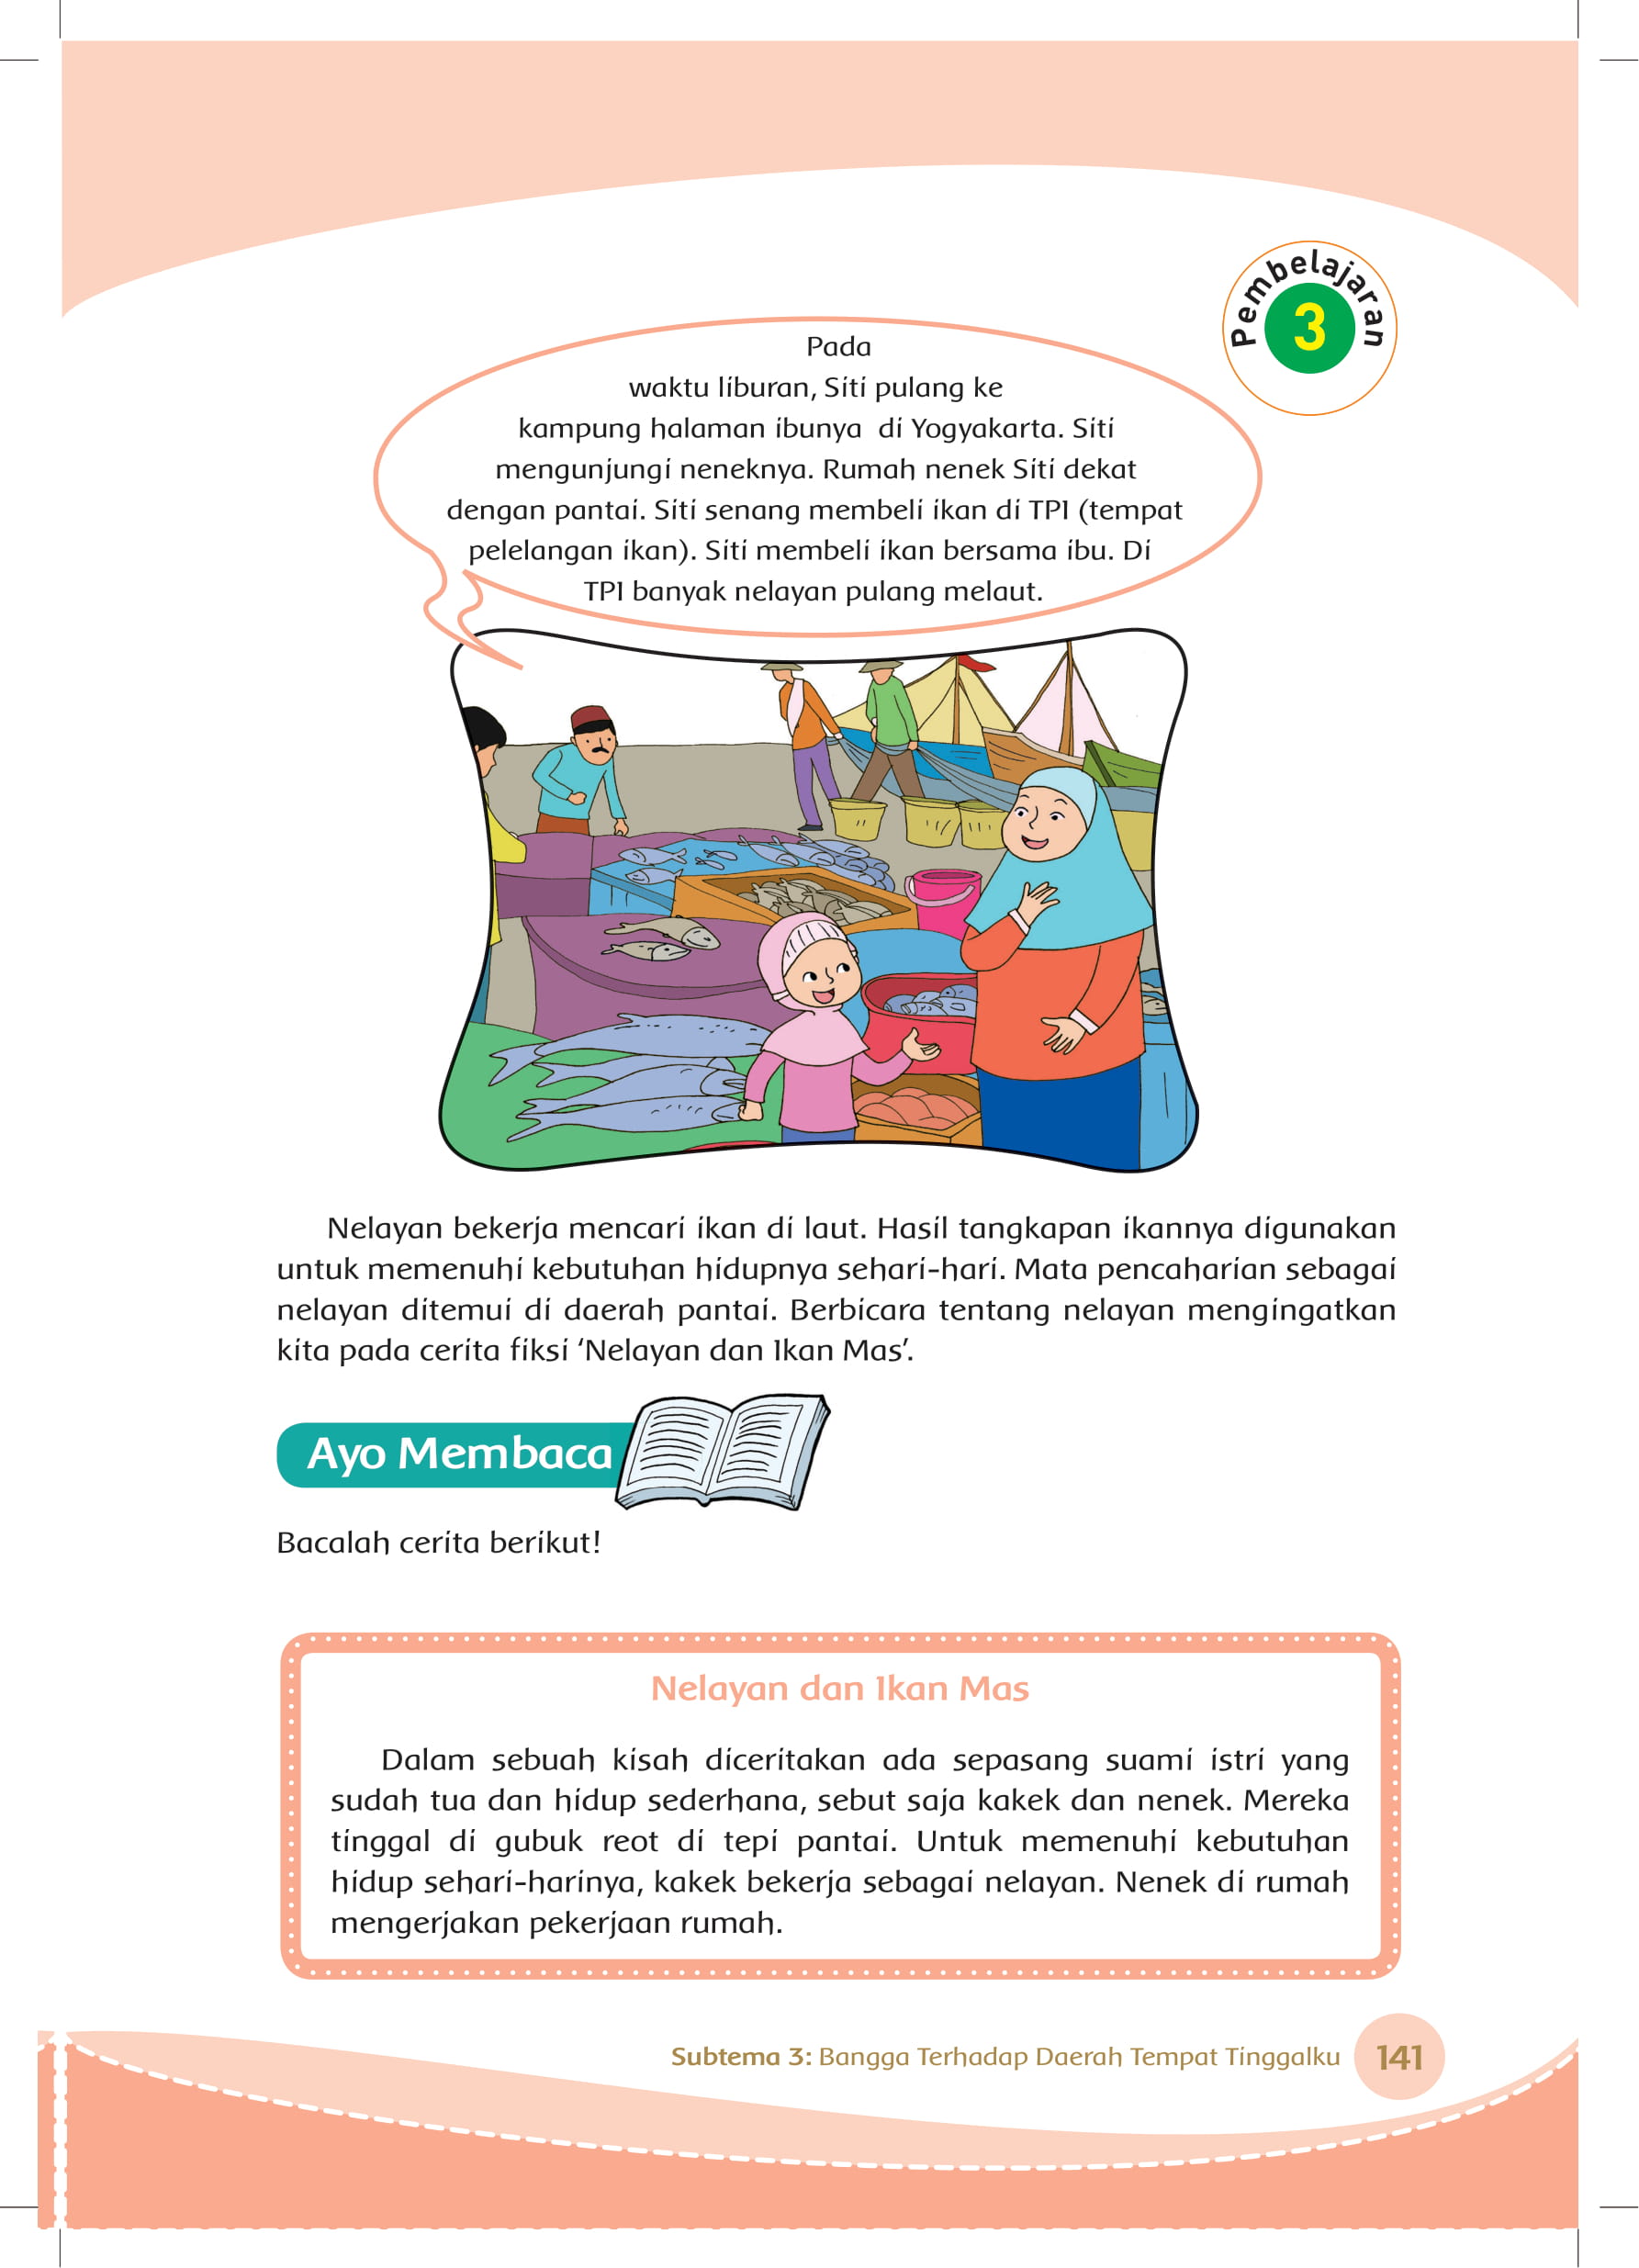 Pembelajaran
3
Pada
waktu liburan, Siti pulang ke
kampung halaman ibunya di Yogyakarta. Siti
mengunjungi neneknya. Rumah nenek Siti dekat
dengan pantai. Siti senang membeli ikan di TPI (tempat
pelelangan ikan). Siti membeli ikan bersama ibu. Di
TPI banyak nelayan pulang melaut.
Nelayan bekerja mencari ikan di laut. Hasil tangkapan ikannya digunakan
untuk memenuhi kebutuhan hidupnya sehari-hari. Mata pencaharian sebagai
nelayan ditemui di daerah pantai. Berbicara tentang nelayan mengingatkan
kita pada cerita fiksi ‘Nelayan dan Ikan Mas’.
Ayo Membaca
Bacalah cerita berikut!
Nelayan dan Ikan Mas
Dalam sebuah kisah diceritakan ada sepasang suami istri yang
sudah tua dan hidup sederhana, sebut saja kakek dan nenek. Mereka
tinggal di gubuk reot di tepi pantai. Untuk memenuhi kebutuhan
hidup sehari-harinya, kakek bekerja sebagai nelayan. Nenek di rumah
mengerjakan pekerjaan rumah.
Subtema 3: Bangga Terhadap Daerah Tempat Tinggalku
141